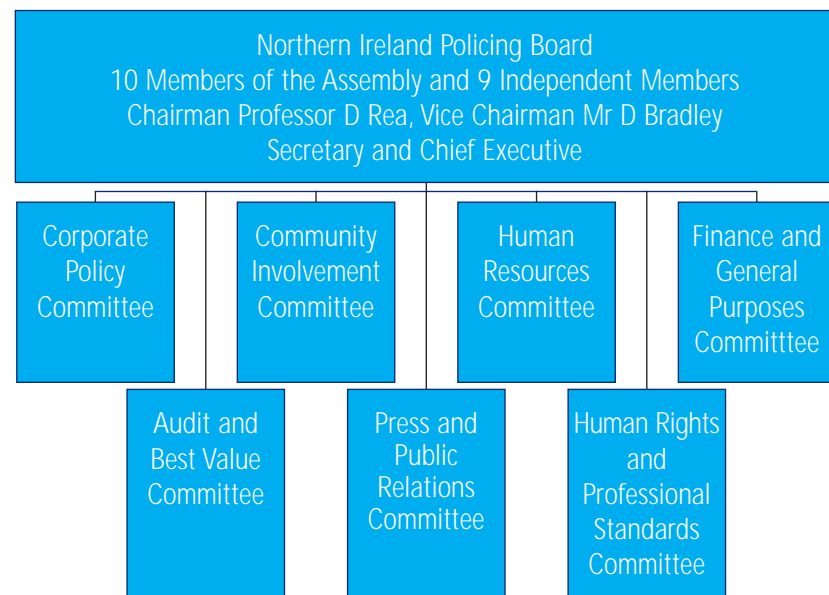 Northern Ireland Policing Board
10 Members of the Assembly and 9 Independent Members
Chairman Professor D Rea, Vice Chairman Mr D Bradley
Secretary and Chief Executive
Corporate
Policy
Committee
Community
Involvement
Committee
Human
Resources
Committee
Finance and
General
Purposes
Committtee
Audit and
Best Value
Committee
Press and
Public
Relations
Committee
Human Rights
and
Professional
Standards
Committee